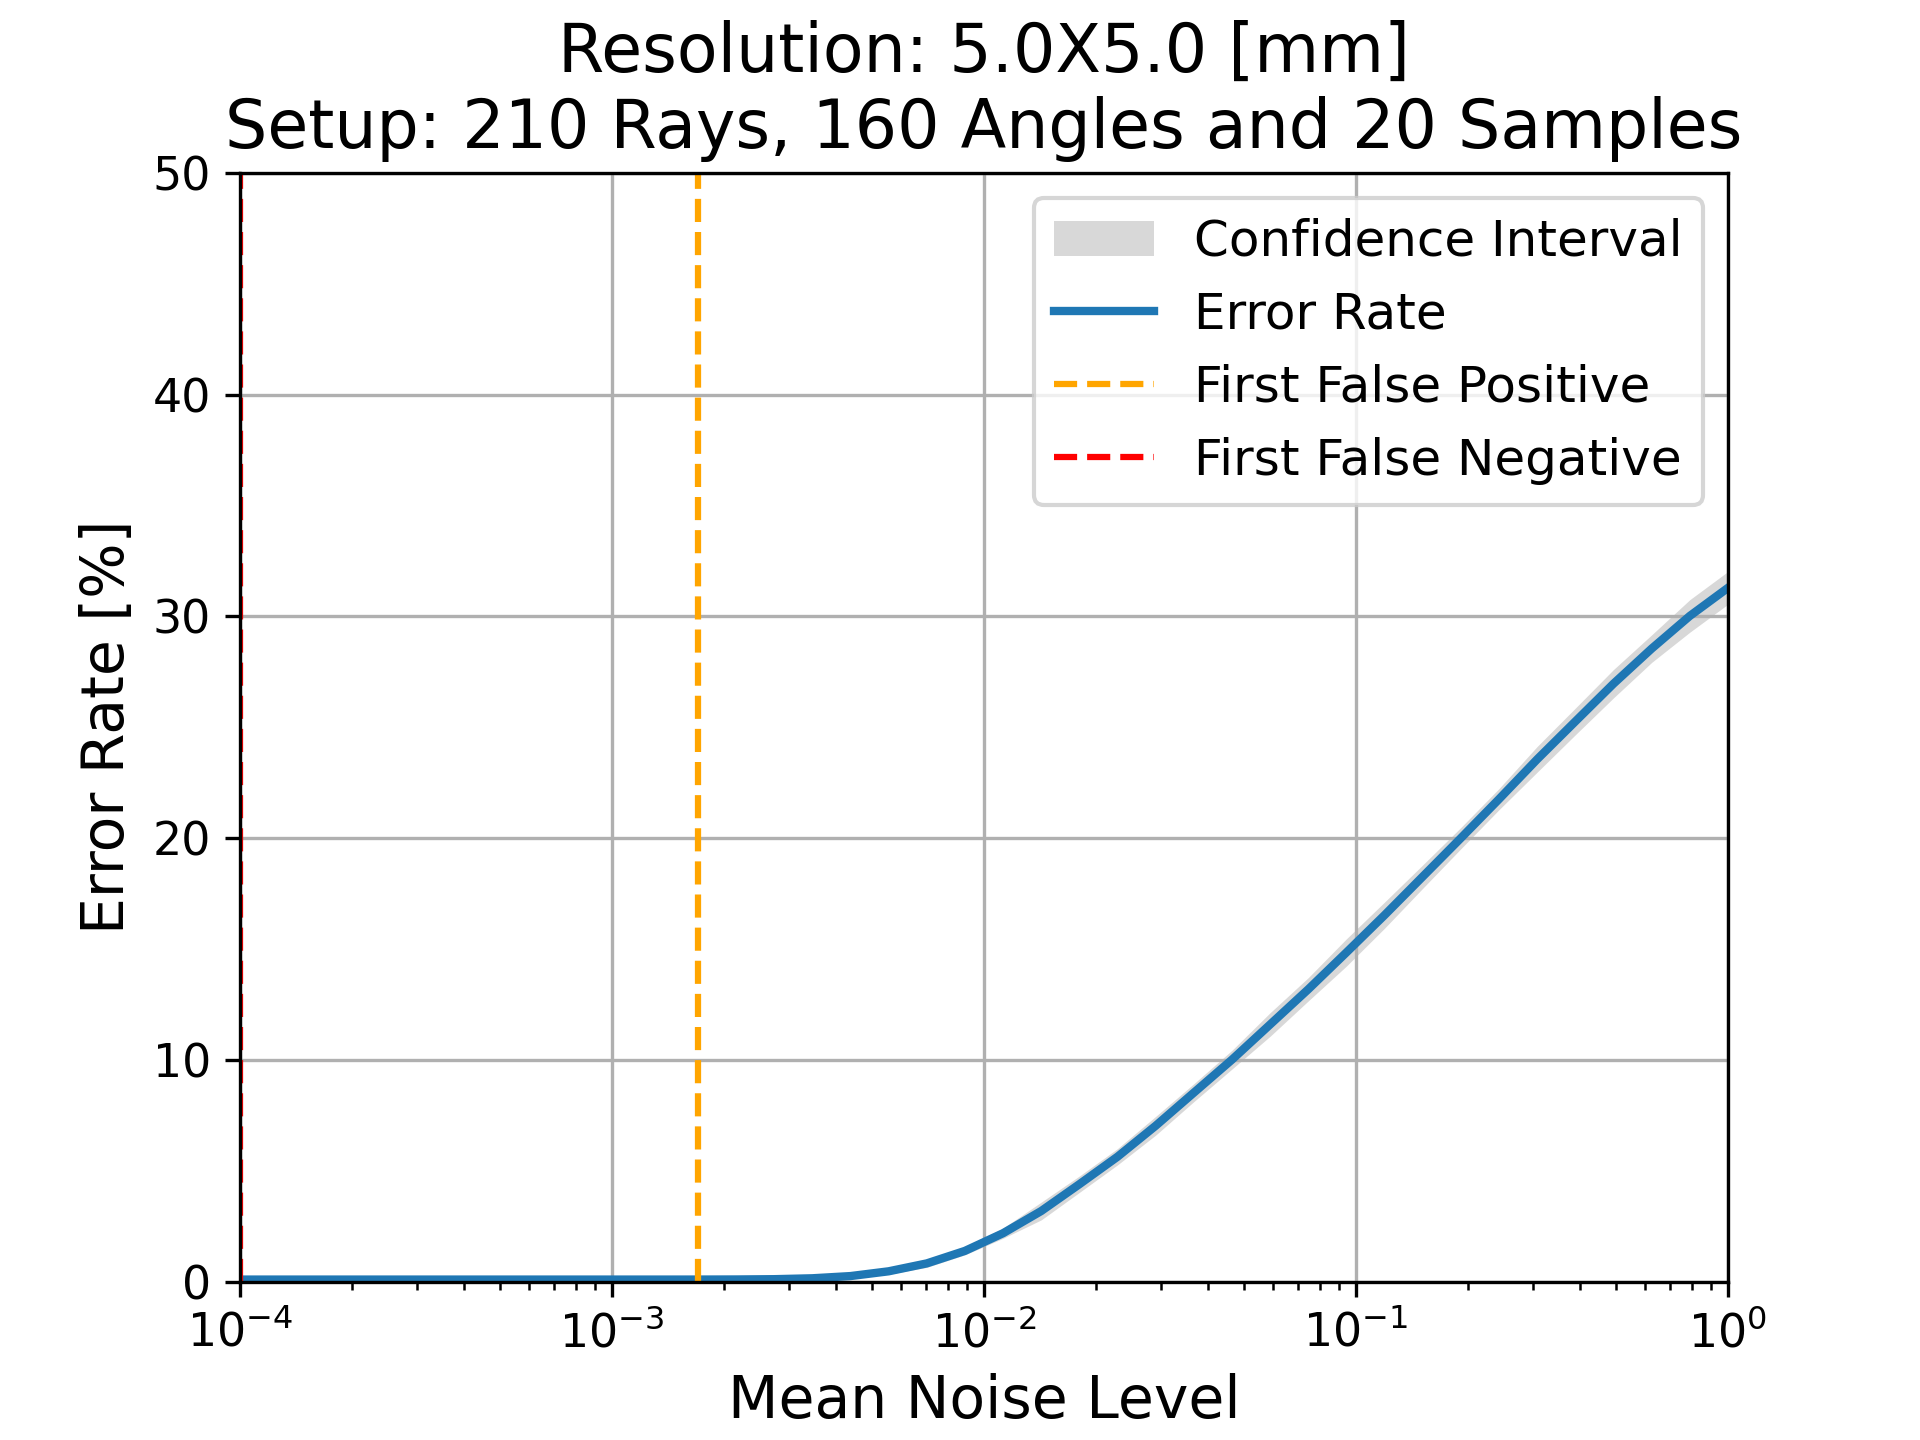 Resolution: 5.0X5.0 [mm]
Setup: 210 Rays, 160 Angles and 20 Samples
Error Rate [%]
50
40
30
20
10
0
Confidence Interval
Error Rate
First False Positive
First False Negative
10⁻⁴ 10⁻³ 10⁻² 10⁻¹ 10⁰
Mean Noise Level